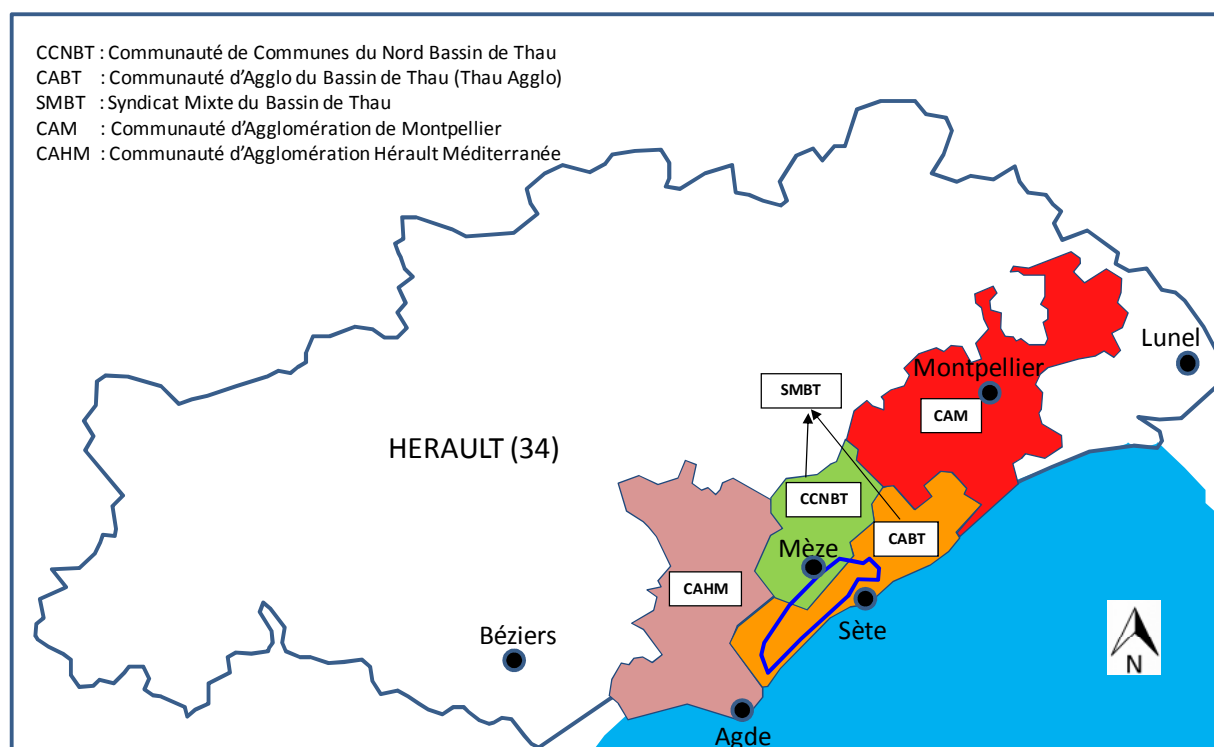 CCNBT : Communauté de Communes du Nord Bassin de Thau
CABT : Communauté d'Agglo du Bassin de Thau (Thau Agglo)
SMBT : Syndicat Mixte du Bassin de Thau
CAM : Communauté d'Agglomération de Montpellier
CAHM : Communauté d'Agglomération Hérault Méditerranée
Lunel
Montpellier
SMBT
CAM
HERAULT (34)
CCNBT
CABT
Mèze
CAHM
Sète
Béziers
N
Agde